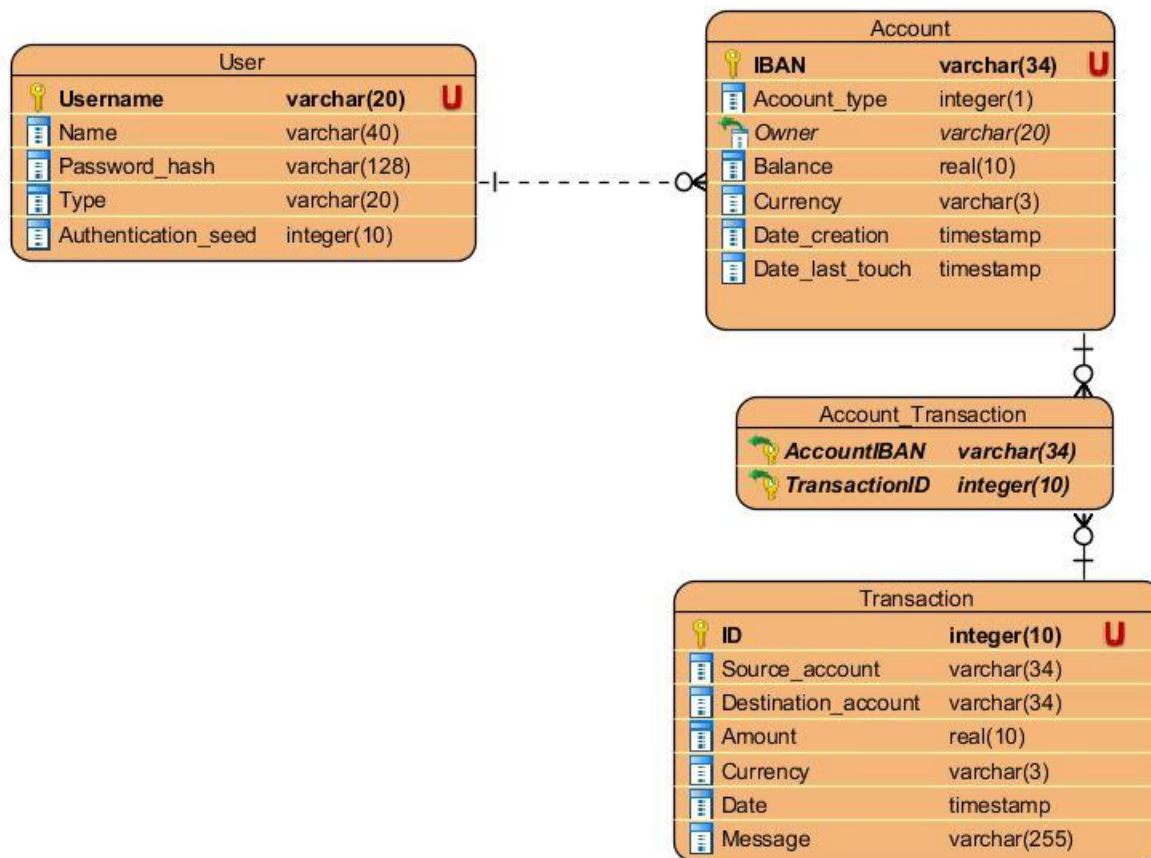 User
Username varchar(20) U
Name varchar(40)
Password_hash varchar(128)
Type varchar(20)
Authentication_seed integer(10)
Account
IBAN varchar(34) U
Acoount_type integer(1)
Owner varchar(20)
Balance real(10)
Currency varchar(3)
Date_creation timestamp
Date_last_touch timestamp
Account_Transaction
AccountIBAN varchar(34)
TransactionID integer(10)
Transaction
ID integer(10) U
Source_account varchar(34)
Destination_account varchar(34)
Amount real(10)
Currency varchar(3)
Date timestamp
Message varchar(255)